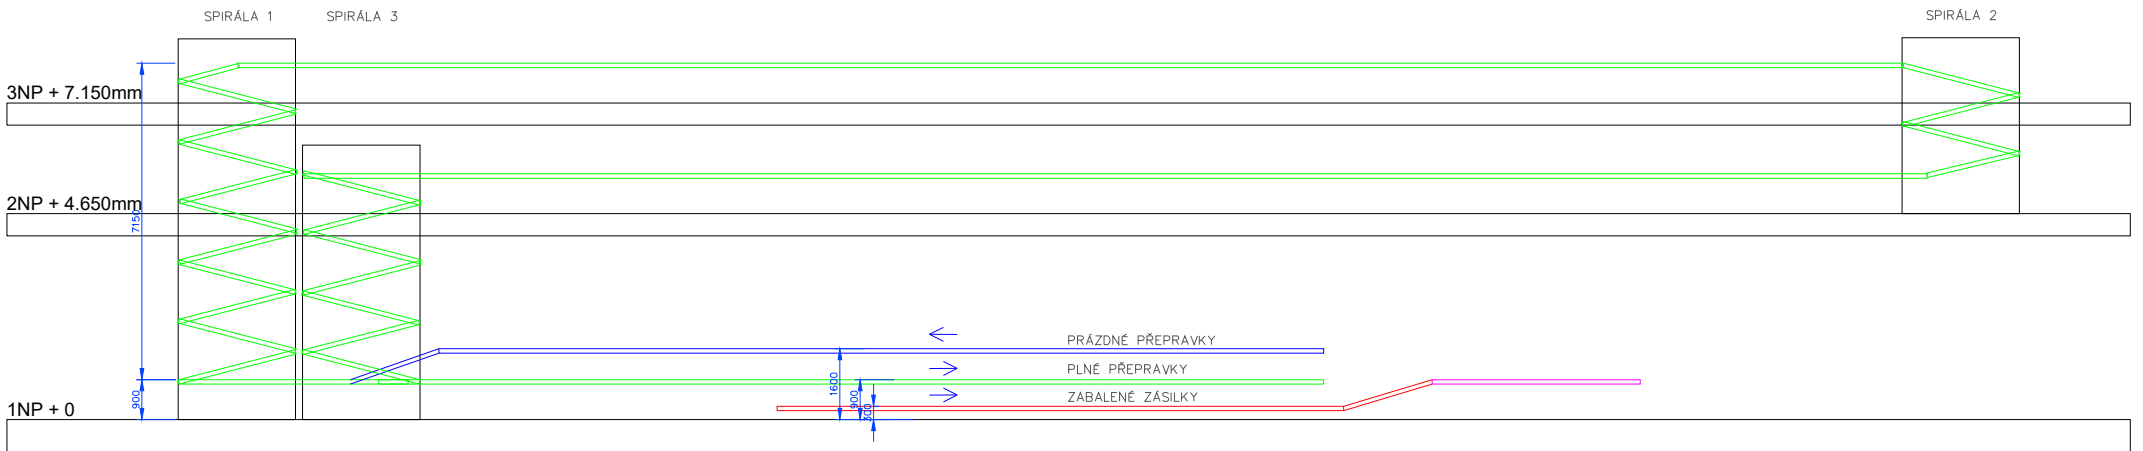 SPIRÁLA 1
SPIRÁLA 3
SPIRÁLA 2
3NP + 7.150mm
2NP + 4.650mm
7150
PRÁZDNÉ PŘEPRAVKY
PLNÉ PŘEPRAVKY
ZABALENÉ ZÁSILKY
900
1600
900
300
1NP + 0